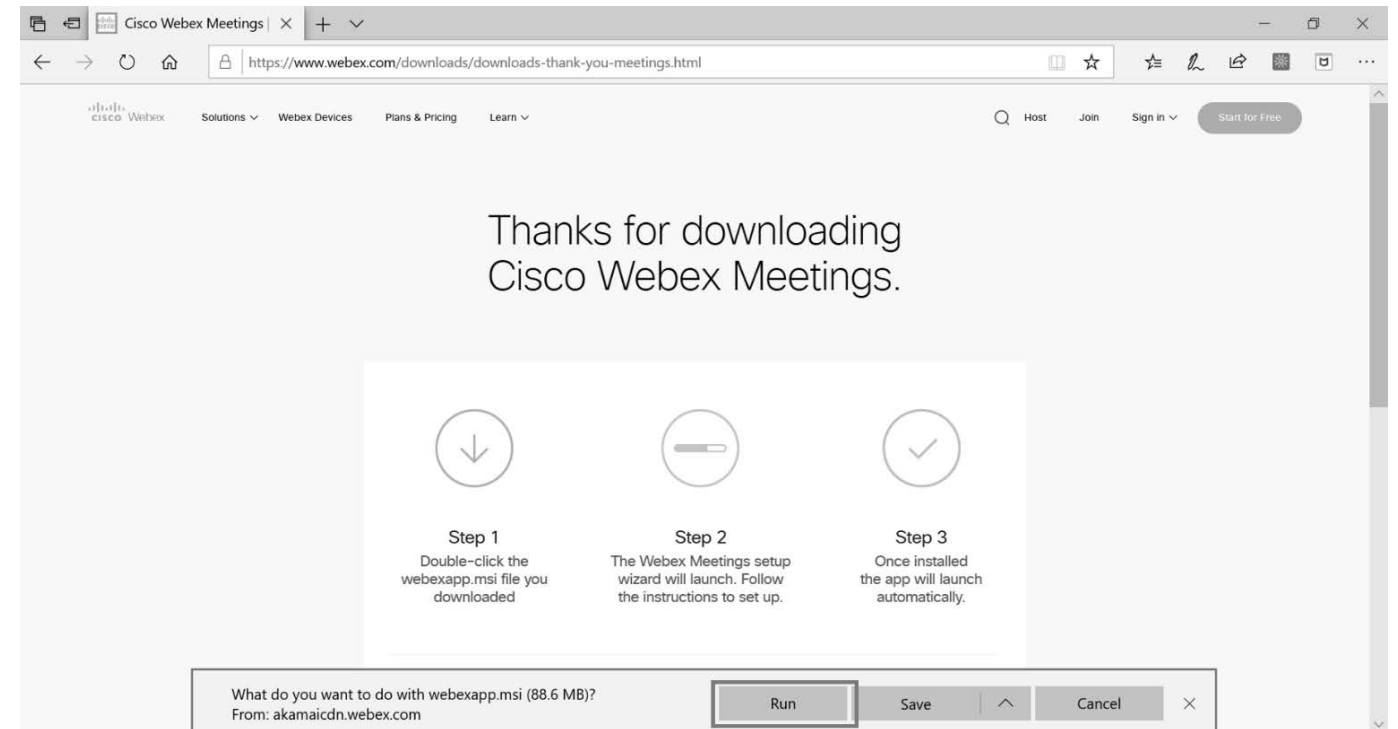 Cisco Webex Meetings |
https://www.webex.com/downloads/downloads-thank-you-meetings.html
cisco Webex Solutions Webex Devices Plans & Pricing Learn Host Join Sign in Start for Free
Thanks for downloading
Cisco Webex Meetings.
Step 1
Double-click the
webexapp.msi file you
downloaded
Step 2
The Webex Meetings setup
wizard will launch. Follow
the instructions to set up.
Step 3
Once installed
the app will launch
automatically.
What do you want to do with webexapp.msi (88.6 MB)?
From: akamaicdn.webex.com
Run Save Cancel